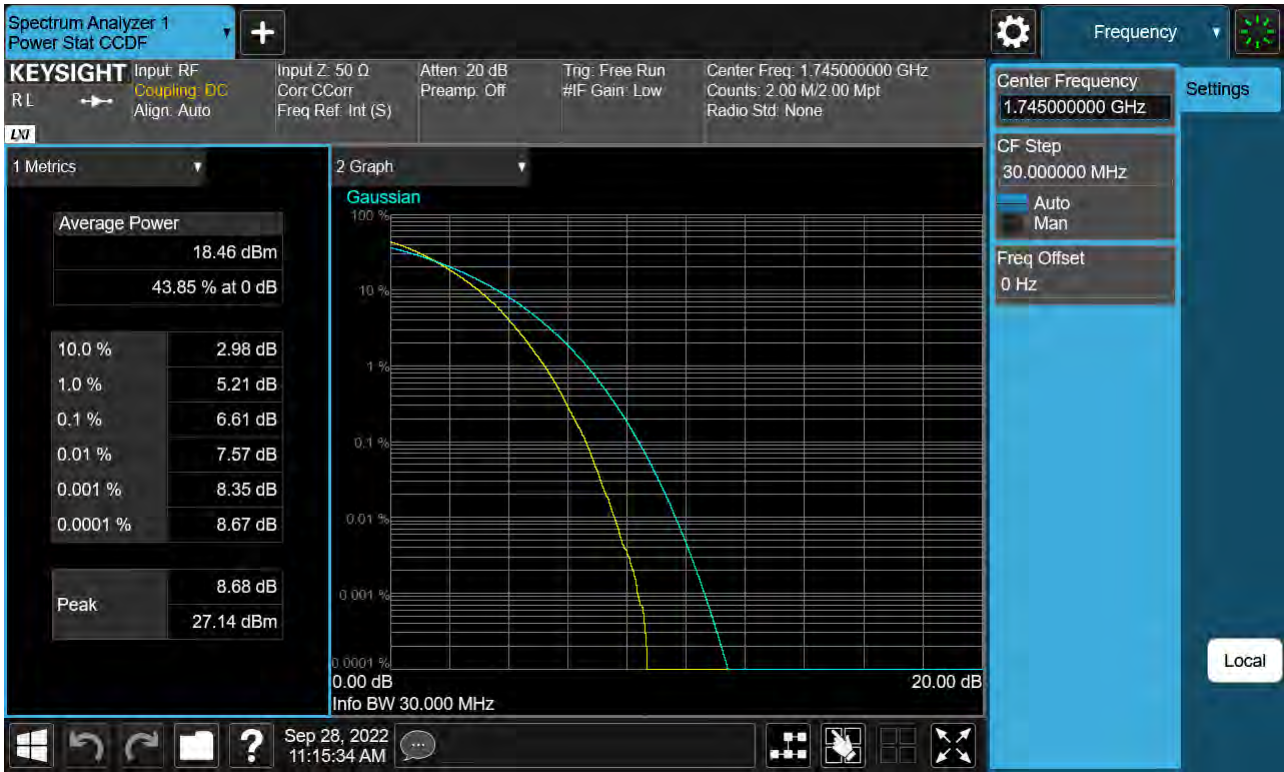 Spectrum Analyzer 1
Power Stat CCDF
Frequency
KEYSIGHT
R L
LXI
Input: RF
Coupling: DC
Align: Auto
Input Z: 50 Ω
Corr CCorr
Freq Ref: Int (S)
Atten: 20 dB
Preamp: Off
Trig: Free Run
#IF Gain: Low
Center Freq: 1.745000000 GHz
Counts: 2.00 M/2.00 Mpt
Radio Std: None
Center Frequency
1.745000000 GHz
Settings
CF Step
30.000000 MHz
Auto
Man
Freq Offset
0 Hz
1 Metrics
Average Power
18.46 dBm
43.85 % at 0 dB
10.0 % 2.98 dB
1.0 % 5.21 dB
0.1 % 6.61 dB
0.01 % 7.57 dB
0.001 % 8.35 dB
0.0001 % 8.67 dB
Peak
8.68 dB
27.14 dBm
2 Graph
Gaussian
100 %
10 %
1 %
0.1 %
0.01 %
0.001 %
0.0001 %
0.00 dB 20.00 dB
Info BW 30.000 MHz
Local
?
Sep 28, 2022
11:15:34 AM